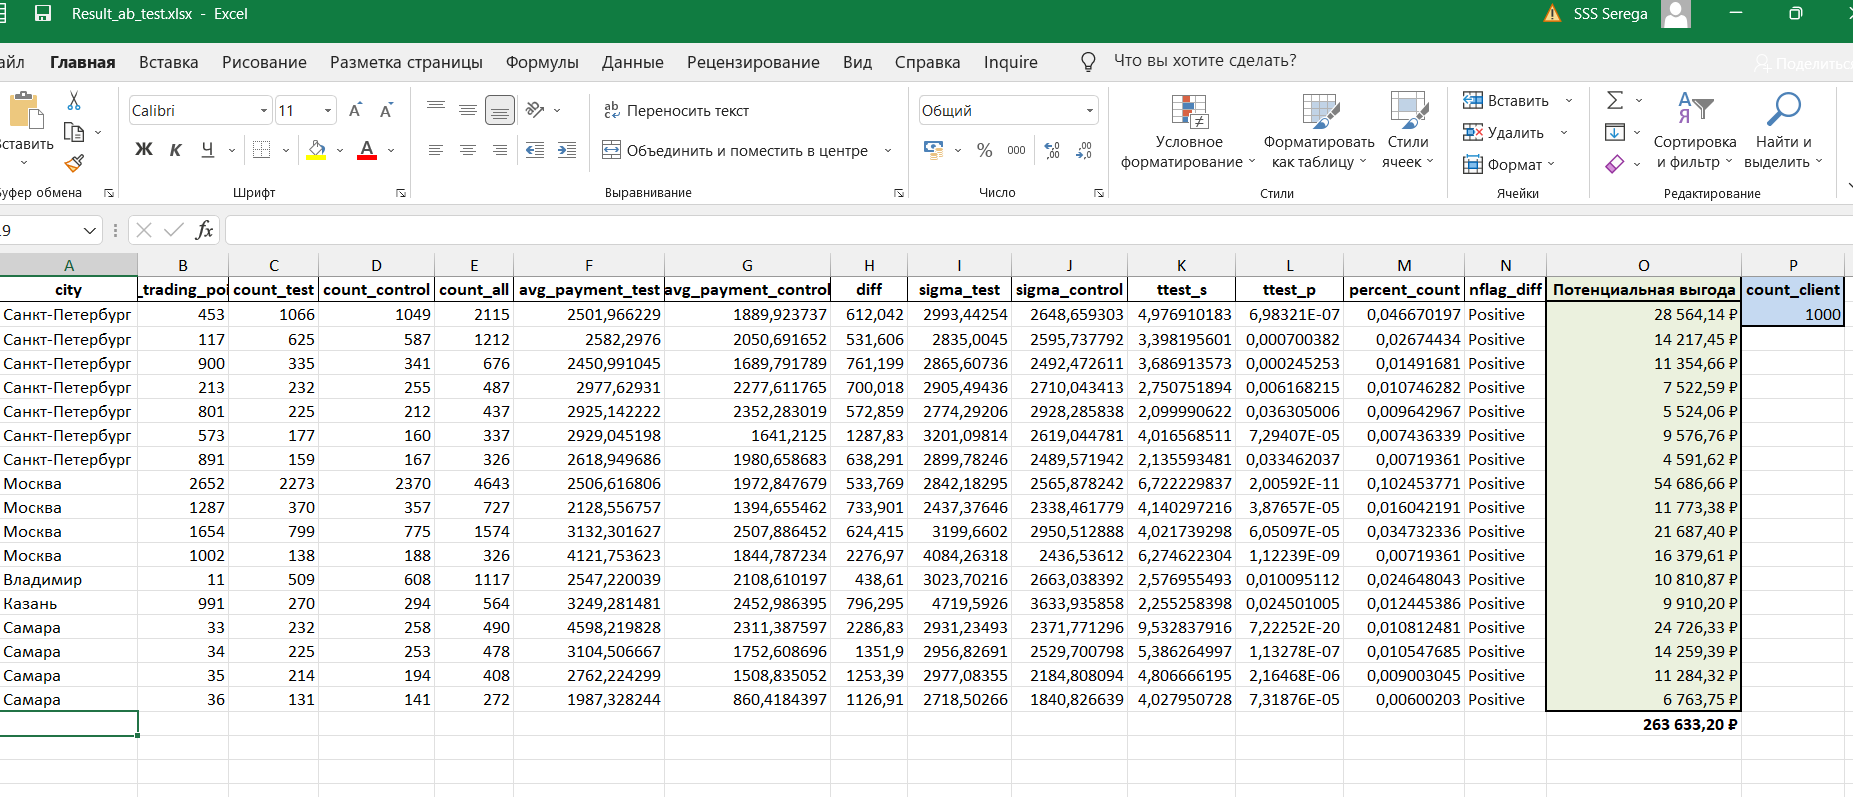 Result_ab_test.xlsx - Excel
SSS Serega
айл Главная Вставка Рисование Разметка страницы Формулы Данные Рецензирование Вид Справка Inquire Что вы хотите сделать? Поделиться
ставить
Calibri 11
Ж К Ч
Переносить текст
Объединить и поместить в центре
Общий
% 000
Условное форматирование
Форматировать как таблицу
Стили ячеек
Вставить
Удалить
Формат
Сортировка и фильтр
Найти и выделить
уфер обмена Шрифт Выравнивание Число Стили Ячейки Редактирование
.9 fx
A B C D E F G H I J K L M N O P
city _trading_poi count_test count_control count_all avg_payment_test avg_payment_control diff sigma_test sigma_control ttest_s ttest_p percent_count nflag_diff Потенциальная выгода count_client
Санкт-Петербург 453 1066 1049 2115 2501,966229 1889,923737 612,042 2993,44254 2648,659303 4,976910183 6,98321E-07 0,046670197 Positive 28 564,14 ₽ 1000
Санкт-Петербург 117 625 587 1212 2582,2976 2050,691652 531,606 2835,0045 2595,737792 3,398195601 0,000700382 0,02674434 Positive 14 217,45 ₽
Санкт-Петербург 900 335 341 676 2450,991045 1689,791789 761,199 2865,60736 2492,472611 3,686913573 0,000245253 0,01491681 Positive 11 354,66 ₽
Санкт-Петербург 213 232 255 487 2977,62931 2277,611765 700,018 2905,49436 2710,043413 2,750751894 0,006168215 0,010746282 Positive 7 522,59 ₽
Санкт-Петербург 801 225 212 437 2925,142222 2352,283019 572,859 2774,29206 2928,285838 2,099990622 0,036305006 0,009642967 Positive 5 524,06 ₽
Санкт-Петербург 573 177 160 337 2929,045198 1641,2125 1287,83 3201,09814 2619,044781 4,016568511 7,29407E-05 0,007436339 Positive 9 576,76 ₽
Санкт-Петербург 891 159 167 326 2618,949686 1980,658683 638,291 2899,78246 2489,571942 2,135593481 0,033462037 0,00719361 Positive 4 591,62 ₽
Москва 2652 2273 2370 4643 2506,616806 1972,847679 533,769 2842,18295 2565,878242 6,722229837 2,00592E-11 0,102453771 Positive 54 686,66 ₽
Москва 1287 370 357 727 2128,556757 1394,655462 733,901 2437,37646 2338,461779 4,140297216 3,87657E-05 0,016042191 Positive 11 773,38 ₽
Москва 1654 799 775 1574 3132,301627 2507,886452 624,415 3199,6602 2950,512888 4,021739298 6,05097E-05 0,034732336 Positive 21 687,40 ₽
Москва 1002 138 188 326 4121,753623 1844,787234 2276,97 4084,26318 2436,53612 6,274622304 1,12239E-09 0,00719361 Positive 16 379,61 ₽
Владимир 11 509 608 1117 2547,220039 2108,610197 438,61 3023,70216 2663,038392 2,576955493 0,010095112 0,024648043 Positive 10 810,87 ₽
Казань 991 270 294 564 3249,281481 2452,986395 796,295 4719,5926 3633,935858 2,255258398 0,024501005 0,012445386 Positive 9 910,20 ₽
Самара 33 232 258 490 4598,219828 2311,387597 2286,83 2931,23493 2371,771296 9,532837916 7,22252E-20 0,010812481 Positive 24 726,33 ₽
Самара 34 225 253 478 3104,506667 1752,608696 1351,9 2956,82691 2529,700798 5,386264997 1,13278E-07 0,010547685 Positive 14 259,39 ₽
Самара 35 214 194 408 2762,224299 1508,835052 1253,39 2977,08355 2184,808094 4,806666195 2,16468E-06 0,009003045 Positive 11 284,32 ₽
Самара 36 131 141 272 1987,328244 860,4184397 1126,91 2718,50266 1840,826639 4,027950728 7,31876E-05 0,00600203 Positive 6 763,75 ₽
263 633,20 ₽